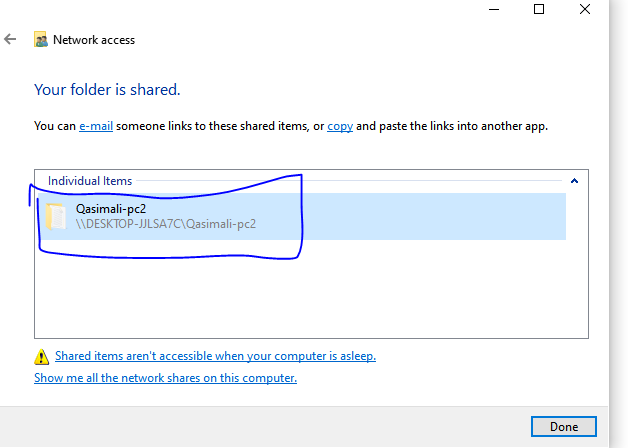 Network access
Your folder is shared.
You can e-mail someone links to these shared items, or copy and paste the links into another app.
Individual Items
Qasimali-pc2
\\DESKTOP-JJLSA7C\Qasimali-pc2
Shared items aren't accessible when your computer is asleep.
Show me all the network shares on this computer.
Done